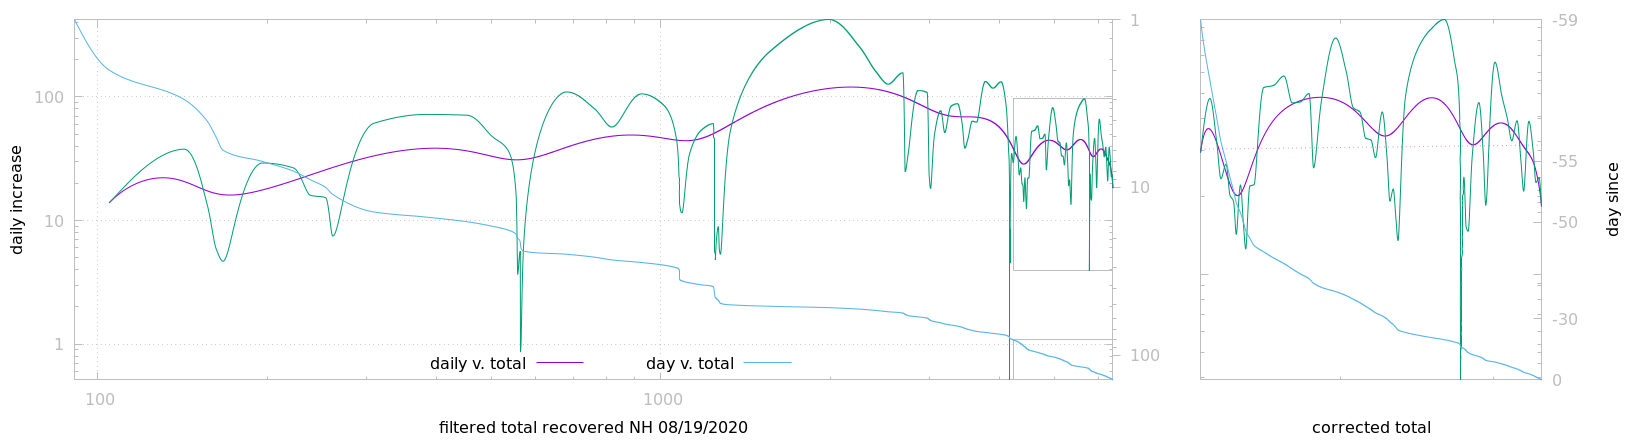 1
-59
100
-55
10
10
-50
-30
1
100
0
daily increase
day since
daily v. total
day v. total
100
1000
filtered total recovered NH 08/19/2020
corrected total